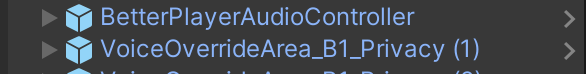 BetterPlayerAudioController
VoiceOverrideArea_B1_Privacy (1)